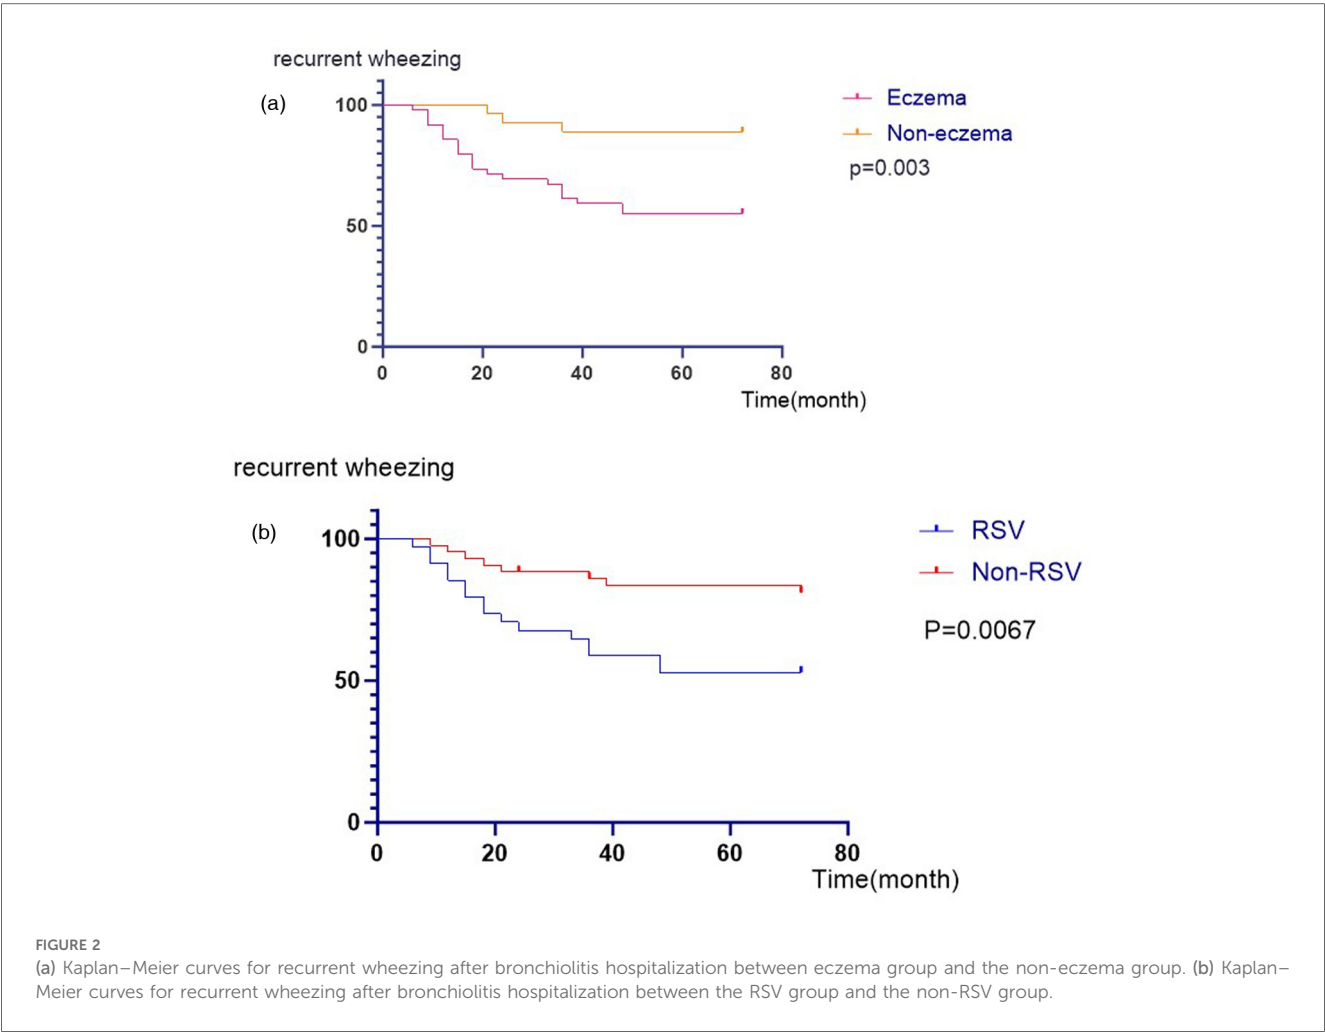 recurrent wheezing
(a)
100
50
0
0 20 40 60 80
Time(month)
Eczema
Non-eczema
p=0.003
recurrent wheezing
(b)
100
50
0
0 20 40 60 80
Time(month)
RSV
Non-RSV
P=0.0067
FIGURE 2
(a) Kaplan–Meier curves for recurrent wheezing after bronchiolitis hospitalization between eczema group and the non-eczema group. (b) Kaplan–
Meier curves for recurrent wheezing after bronchiolitis hospitalization between the RSV group and the non-RSV group.